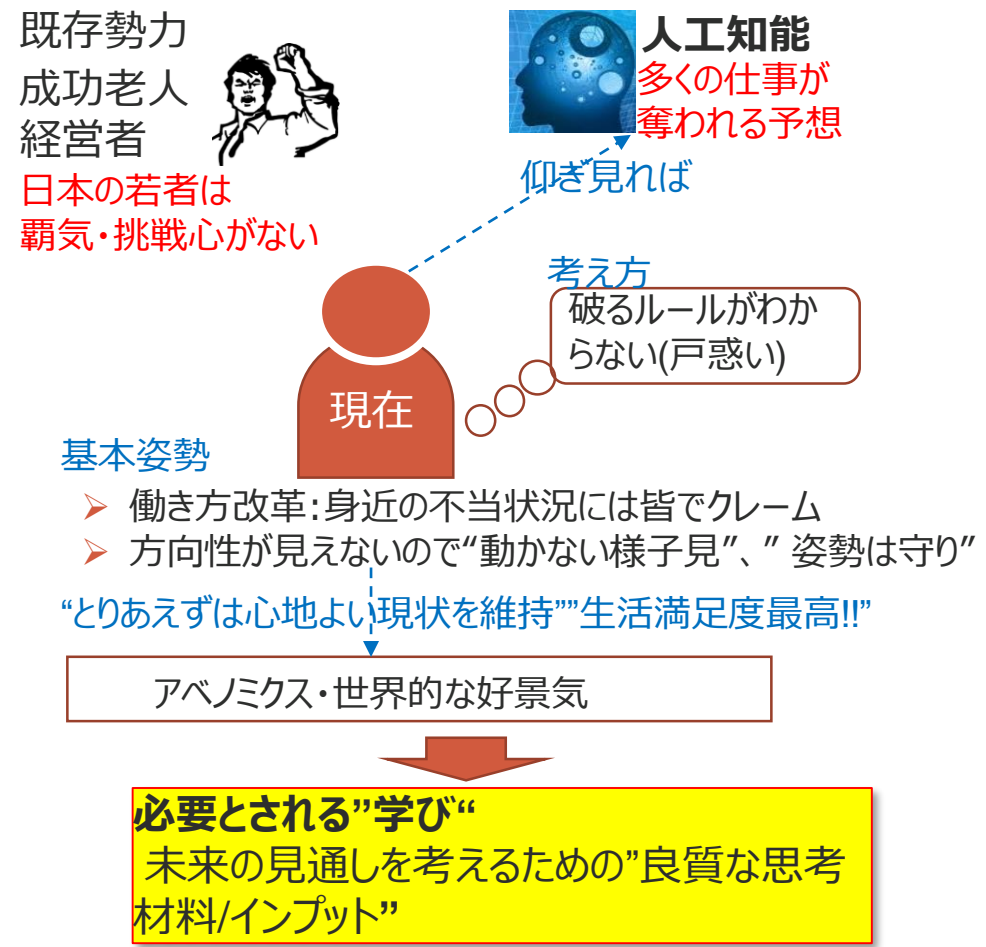 既存勢力
成功老人
経営者
日本の若者は
覇気・挑戦心がない
人工知能
多くの仕事が
奪われる予想
仰ぎ見れば
考え方
破るルールがわか
らない(戸惑い)
現在
基本姿勢
➢ 働き方改革:身近の不当状況には皆でクレーム
➢ 方向性が見えないので“動かない様子見”、” 姿勢は守り”
“とりあえずは心地よい現状を維持””生活満足度最高!!”
アベノミクス・世界的な好景気
必要とされる”学び“
未来の見通しを考えるための”良質な思考
材料/インプット”